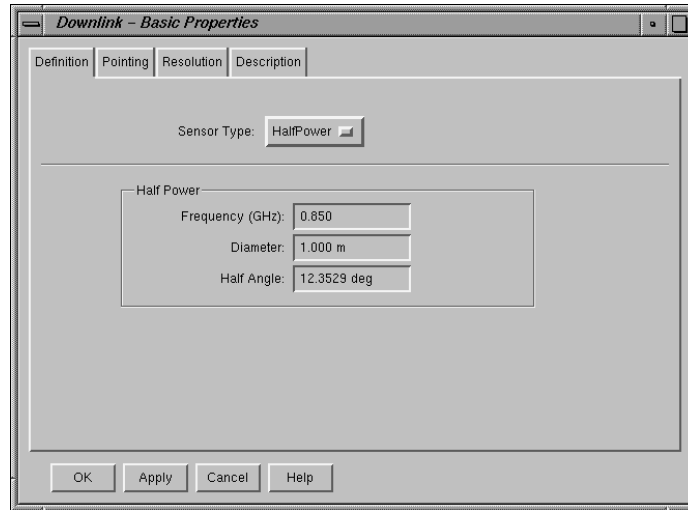 Downlink – Basic Properties
Definition Pointing Resolution Description
Sensor Type: HalfPower
Half Power
Frequency (GHz): 0.850
Diameter: 1.000 m
Half Angle: 12.3529 deg
OK Apply Cancel Help